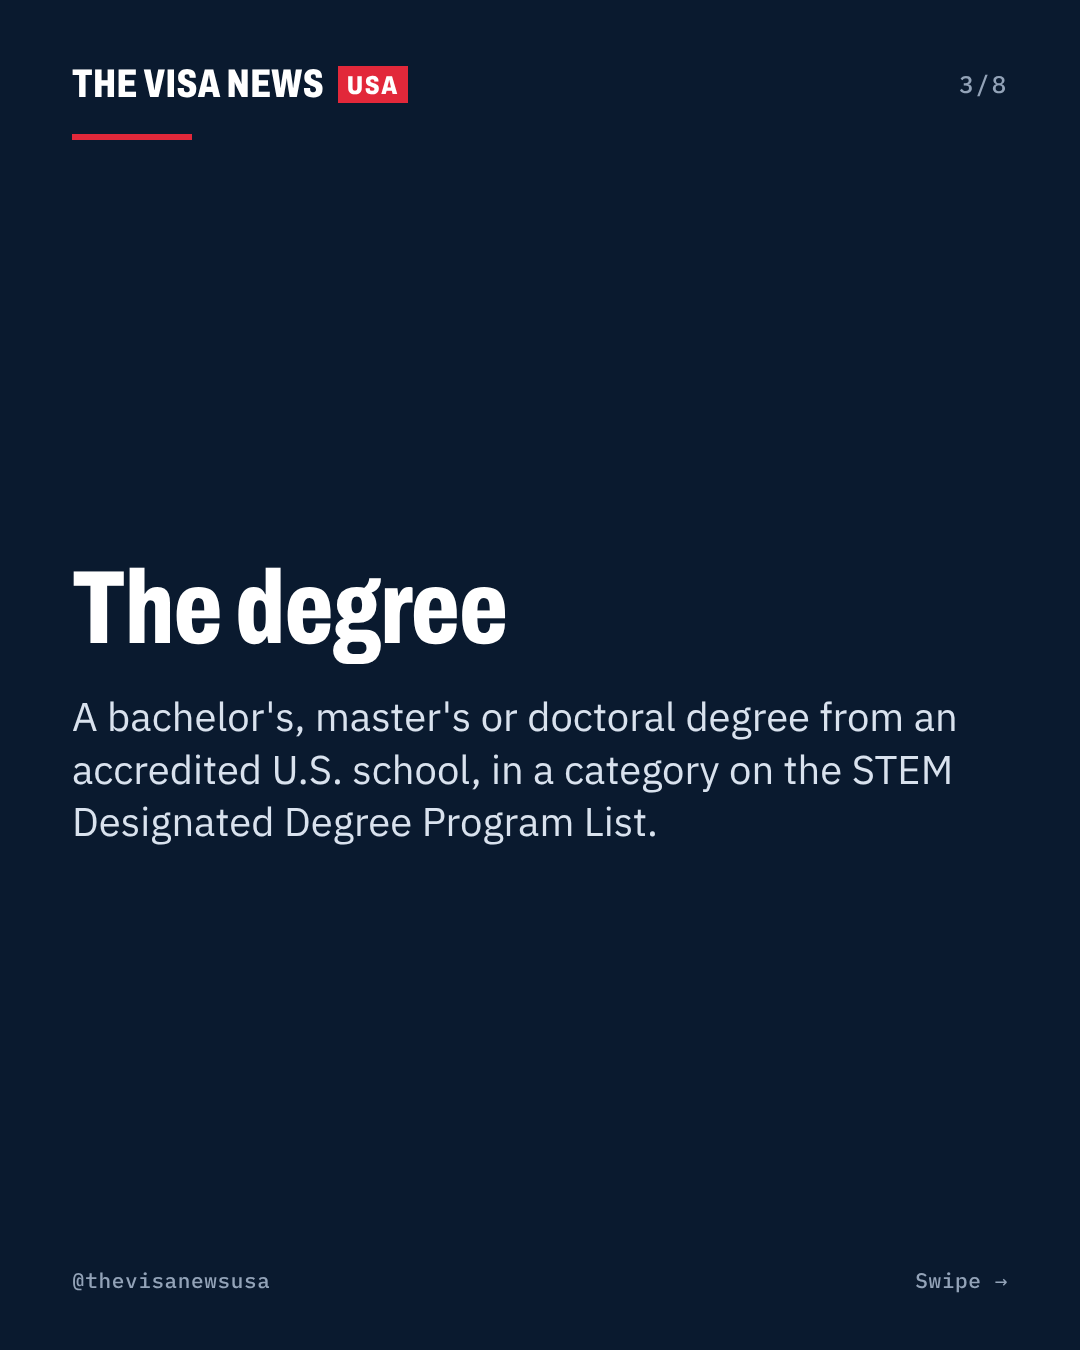 THE VISA NEWS USA
3/8
The degree
A bachelor's, master's or doctoral degree from an
accredited U.S. school, in a category on the STEM
Designated Degree Program List.
@thevisanewsusa
Swipe →